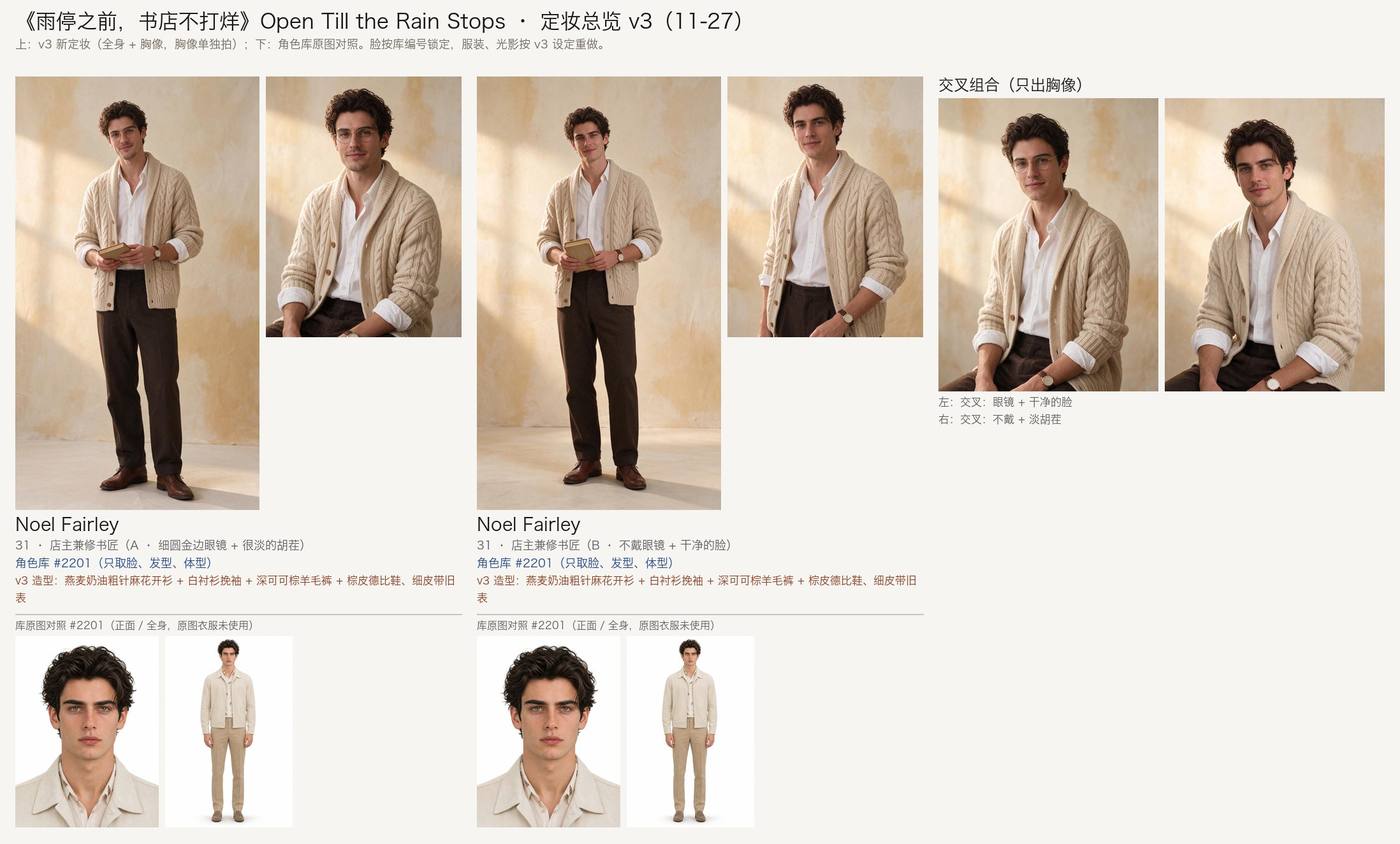 《雨停之前，书店不打烊》Open Till the Rain Stops · 定妆总览 v3（11-27）
上：v3 新定妆（全身 + 胸像，胸像单独拍）；下：角色库原图对照。脸按库编号锁定，服装、光影按 v3 设定重做。
Noel Fairley
31 · 店主兼修书匠（A · 细圆金边眼镜 + 很淡的胡茬）
角色库 #2201（只取脸、发型、体型）
v3 造型：燕麦奶油粗针麻花开衫 + 白衬衫挽袖 + 深可可棕羊毛裤 + 棕皮德比鞋、细皮带旧
表
库原图对照 #2201（正面 / 全身，原图衣服未使用）
Noel Fairley
31 · 店主兼修书匠（B · 不戴眼镜 + 干净的脸）
角色库 #2201（只取脸、发型、体型）
v3 造型：燕麦奶油粗针麻花开衫 + 白衬衫挽袖 + 深可可棕羊毛裤 + 棕皮德比鞋、细皮带旧
表
库原图对照 #2201（正面 / 全身，原图衣服未使用）
交叉组合（只出胸像）
左：交叉：眼镜 + 干净的脸
右：交叉：不戴 + 淡胡茬